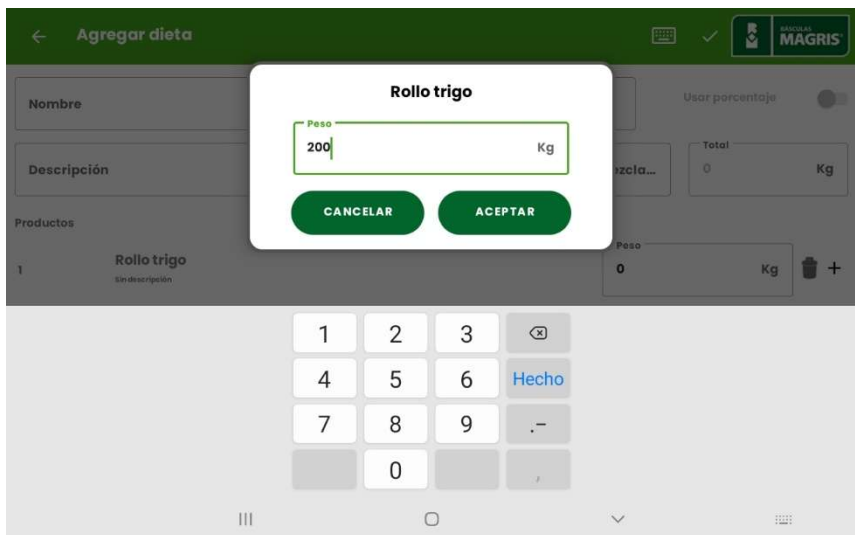 Agregar dieta
BÁSCULAS
MAGRIS
Nombre
Usar porcentaje
Rollo trigo
Peso
200
Kg
CANCELAR
ACEPTAR
Descripción
ezcla...
Total
0
Kg
Productos
1
Rollo trigo
Sin descripción
Peso
0
Kg
+
1
2
3
4
5
6
Hecho
7
8
9
.-
0
,